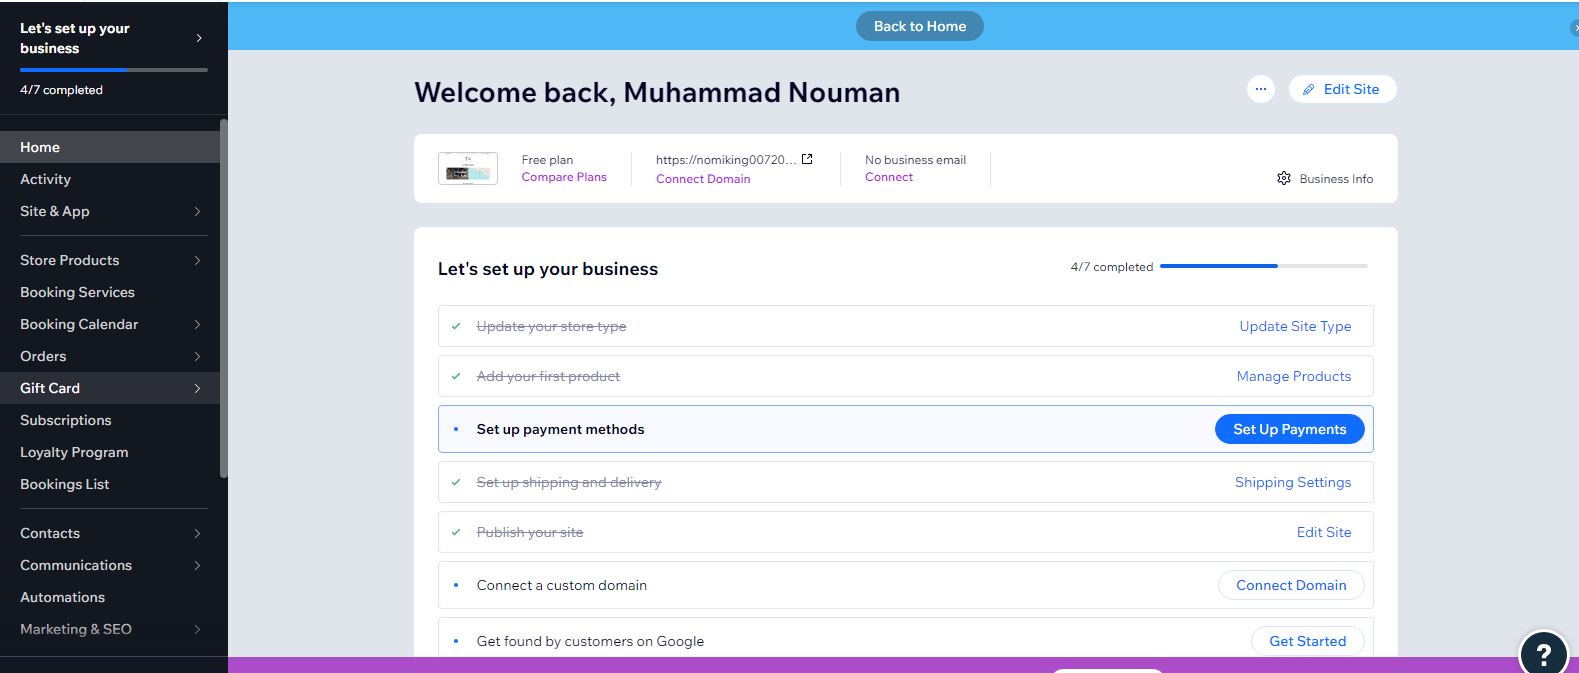 Let's set up your
business
4/7 completed
Home
Activity
Site & App
Store Products
Booking Services
Booking Calendar
Orders
Gift Card
Subscriptions
Loyalty Program
Bookings List
Contacts
Communications
Automations
Marketing & SEO
Back to Home
Welcome back, Muhammad Nouman
... Edit Site
Free plan
Compare Plans
https://nomiking00720...
Connect Domain
No business email
Connect
Business Info
Let's set up your business
4/7 completed
Update your store type Update Site Type
Add your first product Manage Products
Set up payment methods Set Up Payments
Set up shipping and delivery Shipping Settings
Publish your site Edit Site
Connect a custom domain Connect Domain
Get found by customers on Google Get Started
?